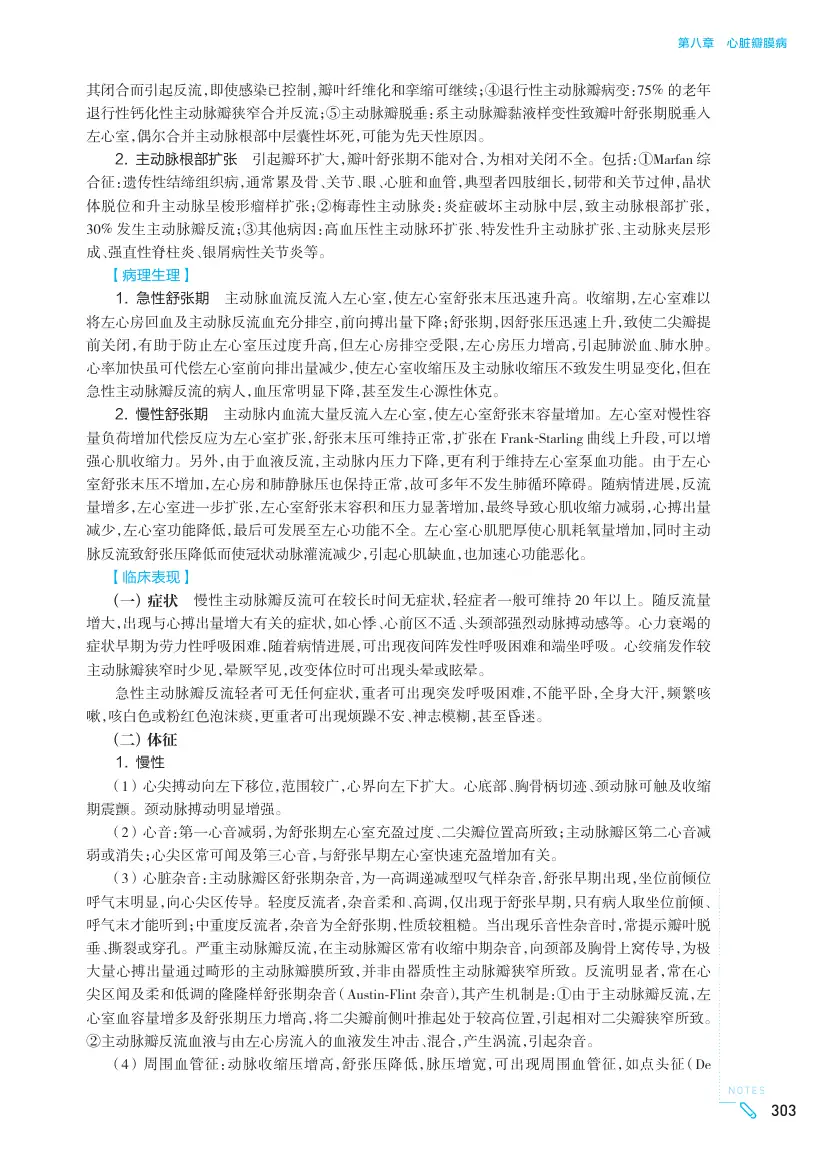 第八章 心脏瓣膜病
其闭合而引起反流,即使感染已控制,瓣叶纤维化和挛缩可继续;④退行性主动脉瓣病变:75% 的老年
退行性钙化性主动脉瓣狭窄合并反流;⑤主动脉瓣脱垂:系主动脉瓣黏液样变性致瓣叶舒张期脱垂入
左心室,偶尔合并主动脉根部中层囊性坏死,可能为先天性原因。
2. 主动脉根部扩张 引起瓣环扩大,瓣叶舒张期不能对合,为相对关闭不全。包括:①Marfan 综
合征:遗传性结缔组织病,通常累及骨、关节、眼、心脏和血管,典型者四肢细长,韧带和关节过伸,晶状
体脱位和升主动脉呈梭形瘤样扩张;②梅毒性主动脉炎:炎症破坏主动脉中层,致主动脉根部扩张,
30% 发生主动脉瓣反流;③其他病因:高血压性主动脉环扩张、特发性升主动脉扩张、主动脉夹层形
成、强直性脊柱炎、银屑病性关节炎等。
【病理生理】
1. 急性舒张期 主动脉血流反流入左心室,使左心室舒张末压迅速升高。收缩期,左心室难以
将左心房回血及主动脉反流血充分排空,前向搏出量下降;舒张期,因舒张压迅速上升,致使二尖瓣提
前关闭,有助于防止左心室压过度升高,但左心房排空受限,左心房压力增高,引起肺淤血、肺水肿。
心率加快虽可代偿左心室前向排出量减少,使左心室收缩压及主动脉收缩压不致发生明显变化,但在
急性主动脉瓣反流的病人,血压常明显下降,甚至发生心源性休克。
2. 慢性舒张期 主动脉内血流大量反流入左心室,使左心室舒张末容量增加。左心室对慢性容
量负荷增加代偿反应为左心室扩张,舒张末压可维持正常,扩张在 Frank-Starling 曲线上升段,可以增
强心肌收缩力。另外,由于血液反流,主动脉内压力下降,更有利于维持左心室泵血功能。由于左心
室舒张末压不增加,左心房和肺静脉压也保持正常,故可多年不发生肺循环障碍。随病情进展,反流
量增多,左心室进一步扩张,左心室舒张末容积和压力显著增加,最终导致心肌收缩力减弱,心搏出量
减少,左心室功能降低,最后可发展至左心功能不全。左心室心肌肥厚使心肌耗氧量增加,同时主动
脉反流致舒张压降低而使冠状动脉灌流减少,引起心肌缺血,也加速心功能恶化。
【临床表现】
(一) 症状 慢性主动脉瓣反流可在较长时间无症状,轻症者一般可维持 20 年以上。随反流量
增大,出现与心搏出量增大有关的症状,如心悸、心前区不适、头颈部强烈动脉搏动感等。心力衰竭的
症状早期为劳力性呼吸困难,随着病情进展,可出现夜间阵发性呼吸困难和端坐呼吸。心绞痛发作较
主动脉瓣狭窄时少见,晕厥罕见,改变体位时可出现头晕或眩晕。
急性主动脉瓣反流轻者可无任何症状,重者可出现突发呼吸困难,不能平卧,全身大汗,频繁咳
嗽,咳白色或粉红色泡沫痰,更重者可出现烦躁不安、神志模糊,甚至昏迷。
(二) 体征
1. 慢性
(1) 心尖搏动向左下移位,范围较广,心界向左下扩大。心底部、胸骨柄切迹、颈动脉可触及收缩
期震颤。颈动脉搏动明显增强。
(2) 心音:第一心音减弱,为舒张期左心室充盈过度、二尖瓣位置高所致;主动脉瓣区第二心音减
弱或消失;心尖区常可闻及第三心音,与舒张早期左心室快速充盈增加有关。
(3) 心脏杂音:主动脉瓣区舒张期杂音,为一高调递减型叹气样杂音,舒张早期出现,坐位前倾位
呼气末明显,向心尖区传导。轻度反流者,杂音柔和、高调,仅出现于舒张早期,只有病人取坐位前倾、
呼气末才能听到;中重度反流者,杂音为全舒张期,性质较粗糙。当出现乐音性杂音时,常提示瓣叶脱
垂、撕裂或穿孔。严重主动脉瓣反流,在主动脉瓣区常有收缩中期杂音,向颈部及胸骨上窝传导,为极
大量心搏出量通过畸形的主动脉瓣膜所致,并非由器质性主动脉瓣狭窄所致。反流明显者,常在心
尖区闻及柔和低调的隆隆样舒张期杂音(Austin-Flint 杂音),其产生机制是:①由于主动脉瓣反流,左
心室血容量增多及舒张期压力增高,将二尖瓣前侧叶推起处于较高位置,引起相对二尖瓣狭窄所致。
②主动脉瓣反流血液与由左心房流入的血液发生冲击、混合,产生涡流,引起杂音。
(4) 周围血管征:动脉收缩压增高,舒张压降低,脉压增宽,可出现周围血管征,如点头征(De
NOTES
303